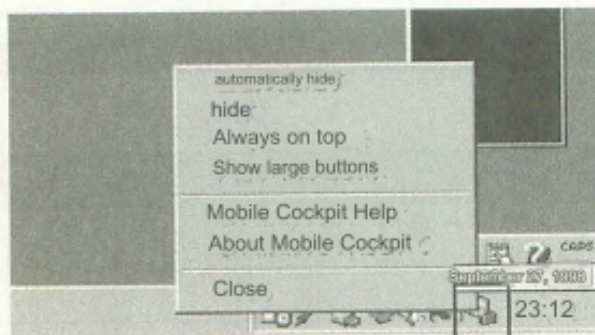 automatically hide
hide
Always on top
Show large buttons
Mobile Cockpit Help
About Mobile Cockpit
Close
CAPS
September 27, 1998
23:12